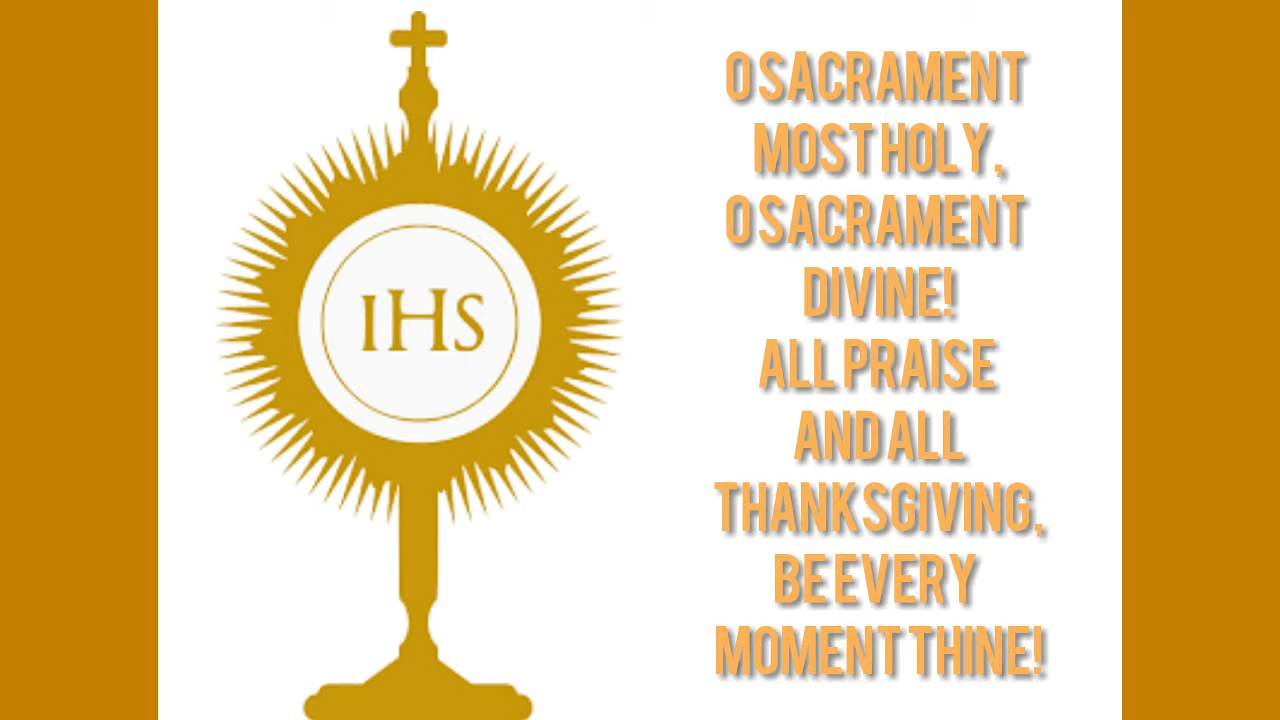 IHS
O SACRAMENT
MOST HOLY,
O SACRAMENT
DIVINE!
ALL PRAISE
AND ALL
THANKSGIVING,
BE EVERY
MOMENT THINE!